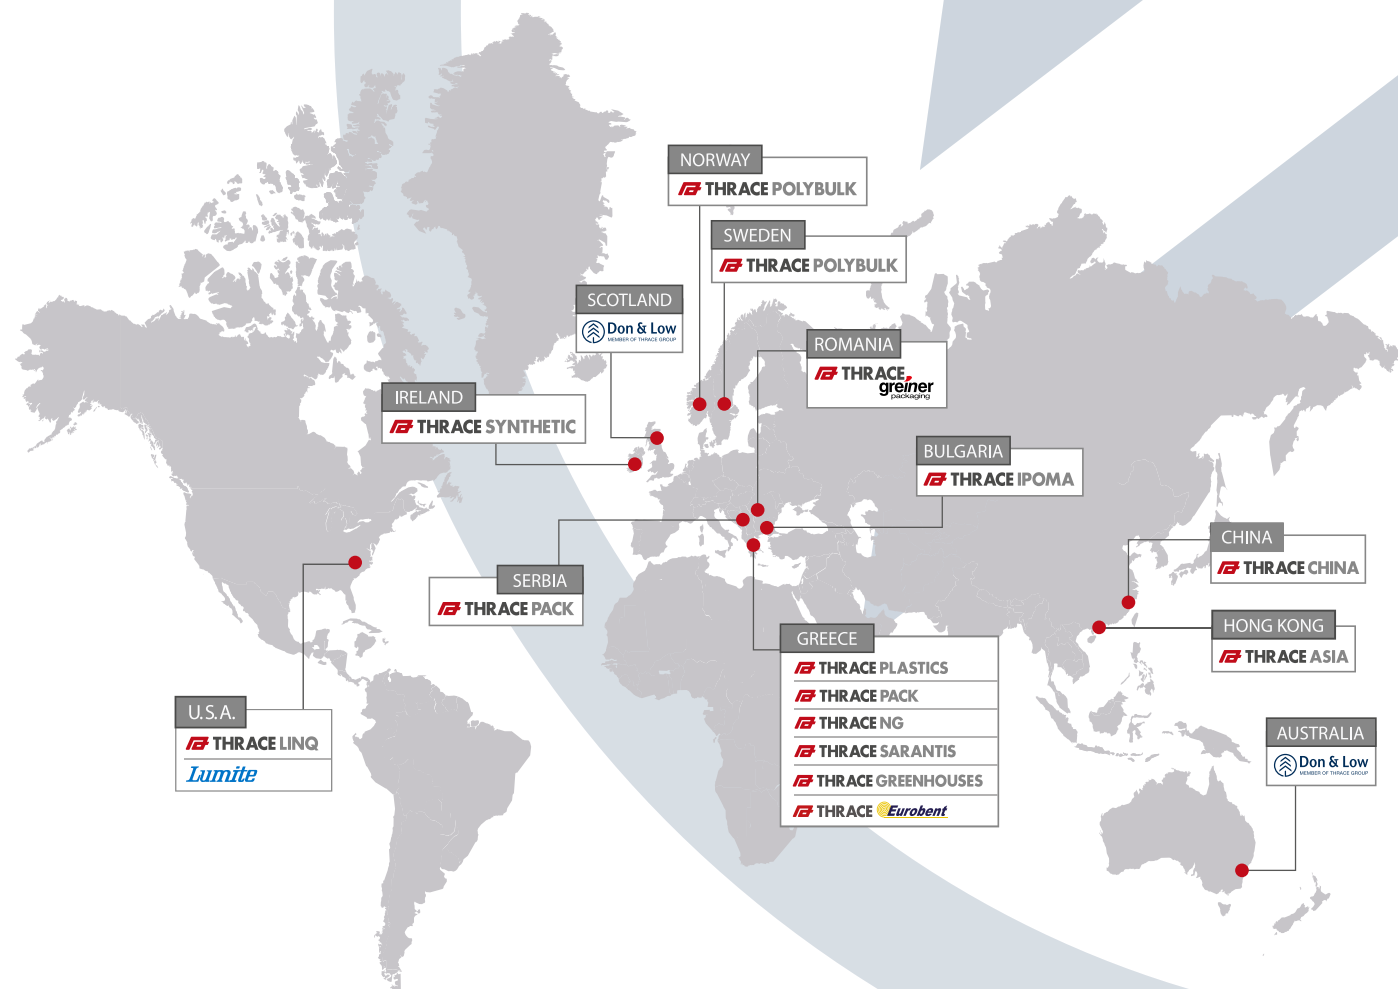 NORWAY
THRACE POLYBULK
SWEDEN
THRACE POLYBULK
SCOTLAND
Don & Low
MEMBER OF THRACE GROUP
ROMANIA
THRACE
greiner
packaging
IRELAND
THRACE SYNTHETIC
BULGARIA
THRACE IPOMA
CHINA
THRACE CHINA
SERBIA
THRACE PACK
HONG KONG
THRACE ASIA
GREECE
THRACE PLASTICS
THRACE PACK
THRACE NG
THRACE SARANTIS
THRACE GREENHOUSES
THRACE Eurobent
U.S.A.
THRACE LINQ
Lumite
AUSTRALIA
Don & Low
MEMBER OF THRACE GROUP